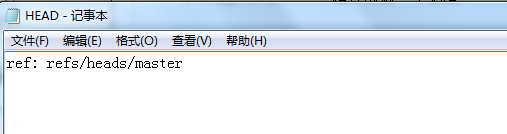 HEAD - 记事本
文件(F) 编辑(E) 格式(O) 查看(V) 帮助(H)
ref: refs/heads/master